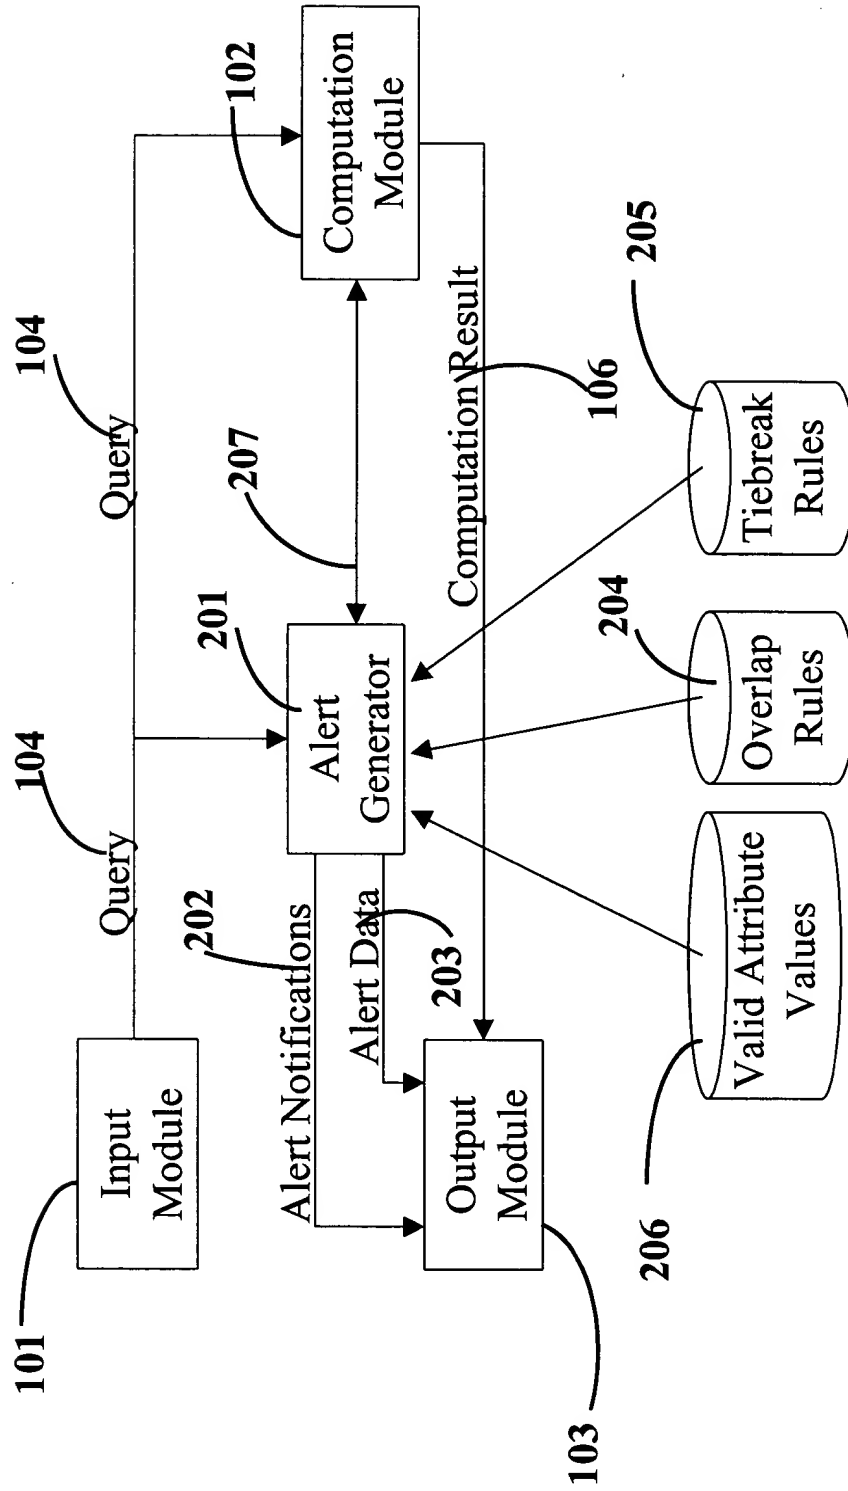 101
Input
Module
Query
104
Query
104
102
Computation
Module
201
Alert
Generator
207
Alert Notifications
202
Alert Data
203
Computation Result
106
Output
Module
103
206
Valid Attribute
Values
204
Overlap
Rules
205
Tiebreak
Rules